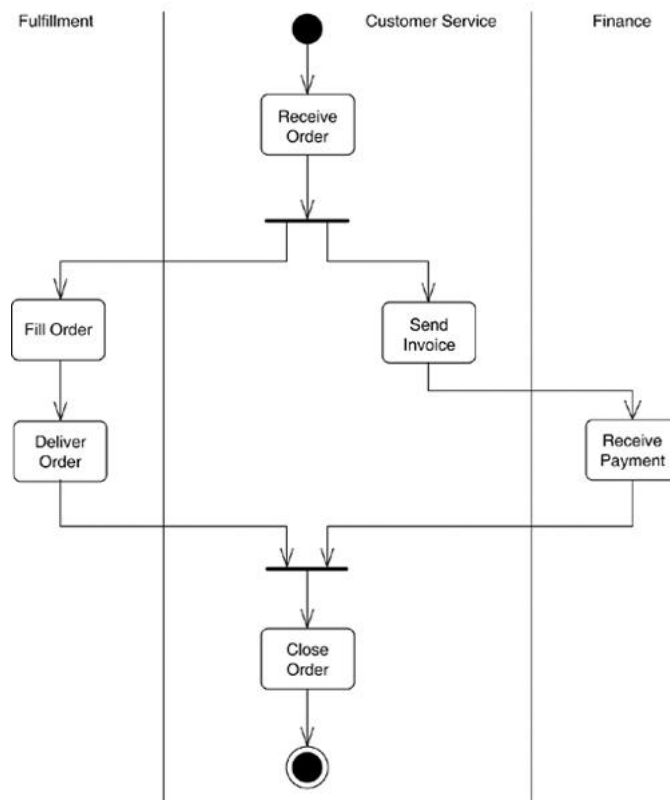 Fulfillment
Customer Service
Finance
Receive
Order
Fill Order
Send
Invoice
Deliver
Order
Receive
Payment
Close
Order